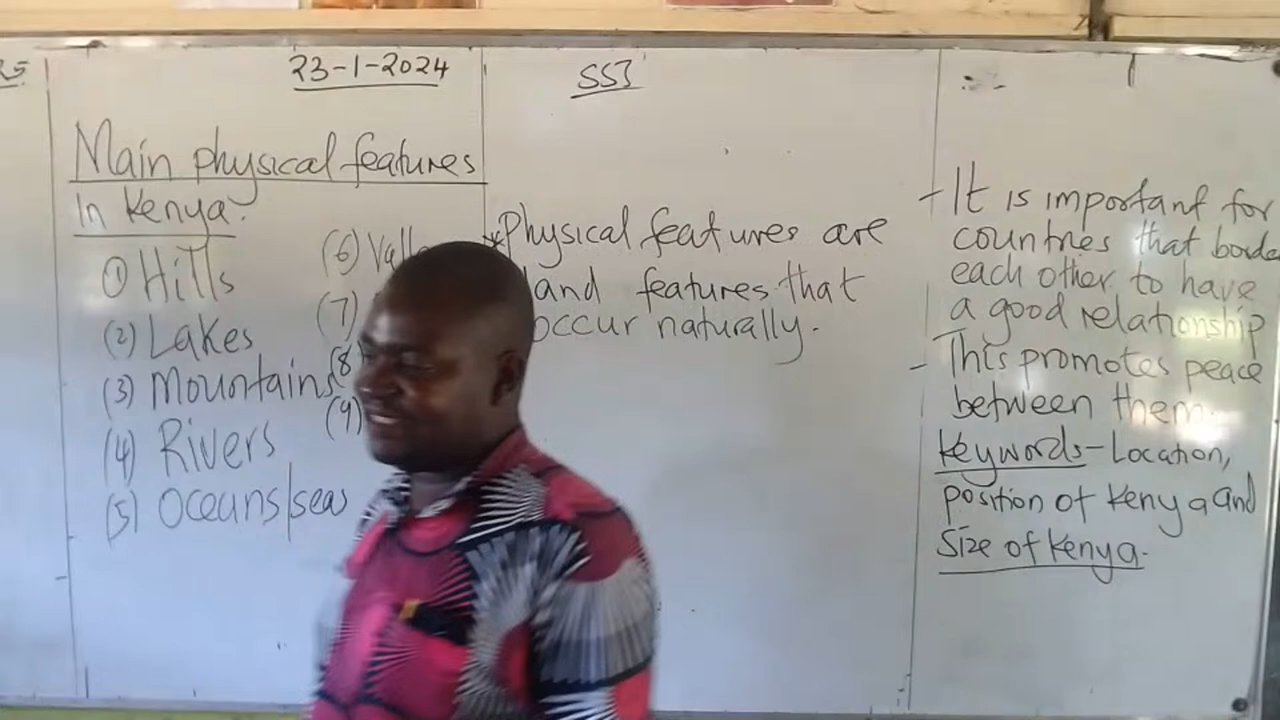 23-1-2024
SST
Main physical features
In Kenya.
(1) Hills
(2) Lakes
(3) Mountains
(4) Rivers
(5) Oceans/seas
(6)
(7)
(8
(9)
*Physical features are
land features that
occur naturally.
- It is important for
countries that borde
each other to have
a good relationship
- This promotes peace
between them.
Keywords - Location,
position of Kenya and
Size of Kenya.